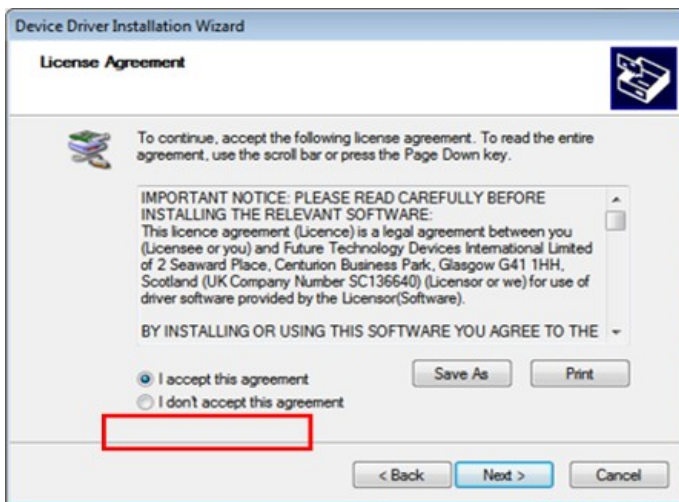 Device Driver Installation Wizard
License Agreement
To continue, accept the following license agreement. To read the entire
agreement, use the scroll bar or press the Page Down key.
IMPORTANT NOTICE: PLEASE READ CAREFULLY BEFORE
INSTALLING THE RELEVANT SOFTWARE:
This licence agreement (Licence) is a legal agreement between you
(Licensee or you) and Future Technology Devices International Limited
of 2 Seaward Place, Centurion Business Park, Glasgow G41 1HH,
Scotland (UK Company Number SC136640) (Licensor or we) for use of
driver software provided by the Licensor(Software).
BY INSTALLING OR USING THIS SOFTWARE YOU AGREE TO THE
I accept this agreement
Save As
Print
I don't accept this agreement
< Back
Next >
Cancel